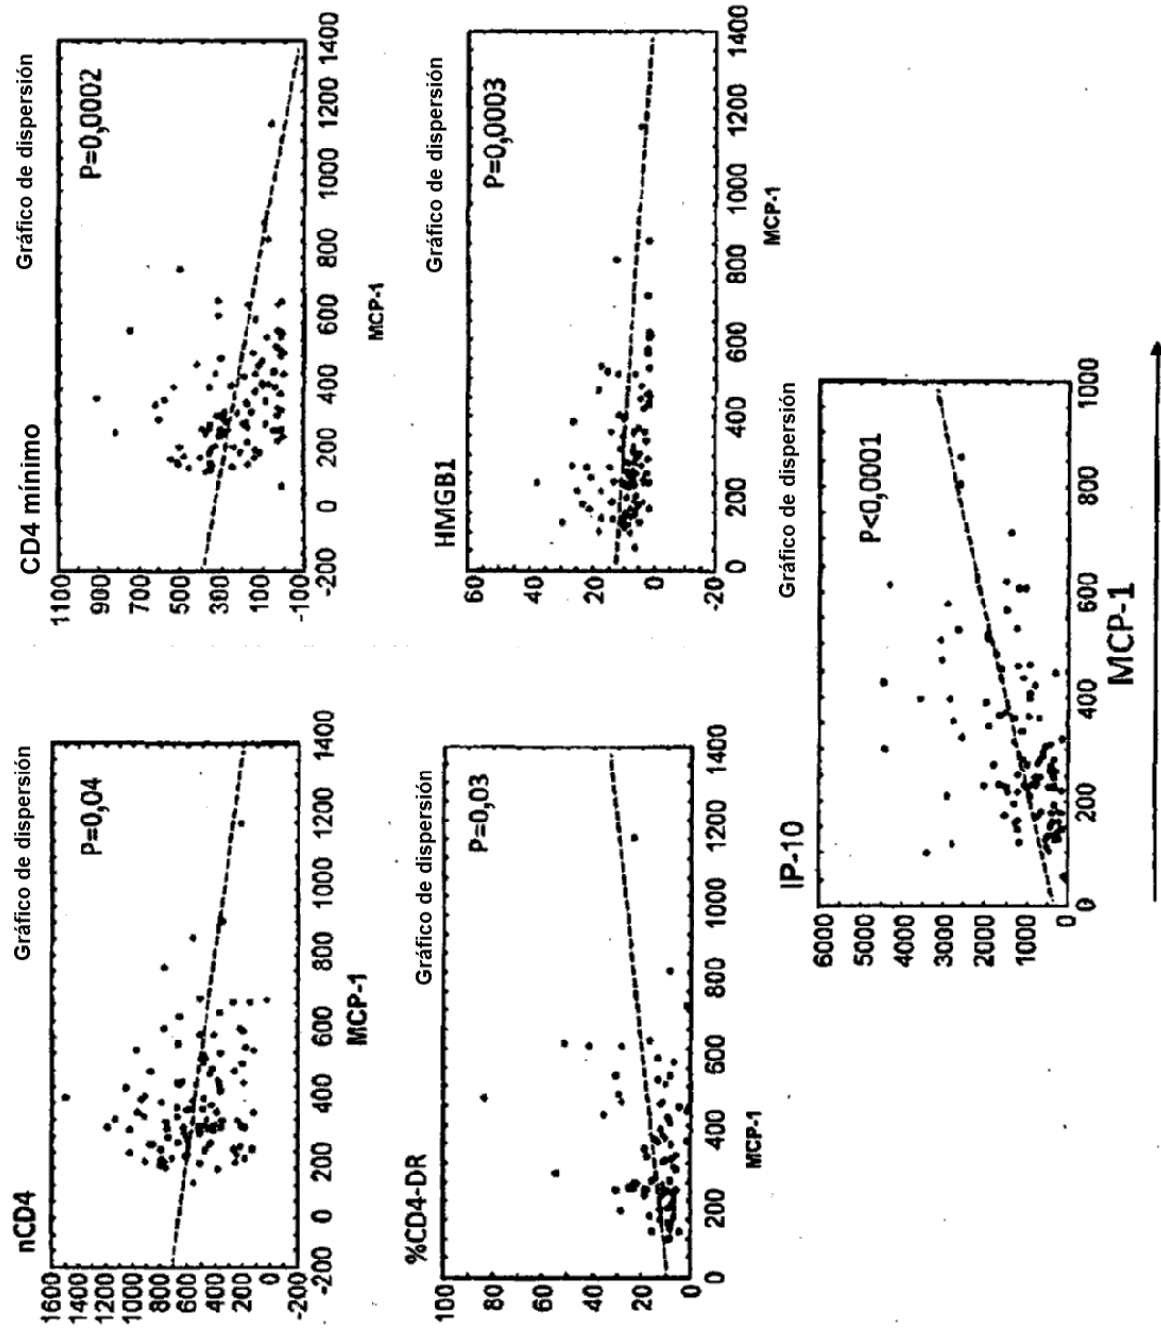 nCD4
Gráfico de dispersión
P=0,04
1600
1400
1200
1000
800
600
400
200
0
-200
-200 0 200 400 600 800 1000 1200 1400
MCP-1
CD4 mínimo
Gráfico de dispersión
P=0,0002
1100
900
700
500
300
100
-100
-200 0 200 400 600 800 1000 1200 1400
MCP-1
%CD4-DR
Gráfico de dispersión
P=0,03
100
80
60
40
20
0
0 200 400 600 800 1000 1200 1400
MCP-1
HMGB1
Gráfico de dispersión
P=0,0003
60
40
20
0
-20
0 200 400 600 800 1000 1200 1400
MCP-1
IP-10
Gráfico de dispersión
P<0,0001
6000
5000
4000
3000
2000
1000
0
0 200 400 600 800 1000
MCP-1